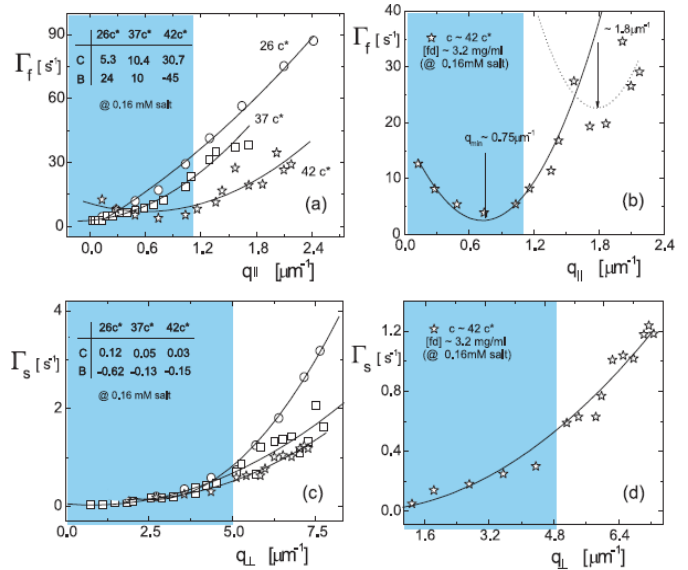 90
60
30
0
Γf [ s⁻¹]
26c* 37c* 42c*
C 5.3 10.4 30.7
B 24 10 -45
@ 0.16 mM salt
26 c*
37 c*
42 c*
(a)
0.0 0.6 1.2 1.8 2.4
q॥ [μm⁻¹]
40
30
20
10
0
Γf [ s⁻¹]
c ~ 42 c*
[fd] ~ 3.2 mg/ml
(@ 0.16mM salt)
~ 1.8μm⁻¹
qmin ~ 0.75μm⁻¹
(b)
0.0 0.6 1.2 1.8 2.4
q|| [μm⁻¹]
4
2
0
Γs [ s⁻¹]
26c* 37c* 42c*
C 0.12 0.05 0.03
B -0.62 -0.13 -0.15
@ 0.16 mM salt
(c)
0.0 2.5 5.0 7.5
q⊥ [μm⁻¹]
1.2
0.8
0.4
0.0
Γs [ s⁻¹]
c ~ 42 c*
[fd] ~ 3.2 mg/ml
(@ 0.16mM salt)
(d)
1.6 3.2 4.8 6.4
q⊥ [μm⁻¹]